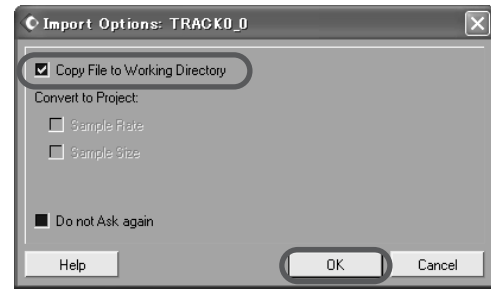 Import Options: TRACK0_0
Copy File to Working Directory
Convert to Project:
Sample Rate
Sample Size
Do not Ask again
Help
OK
Cancel